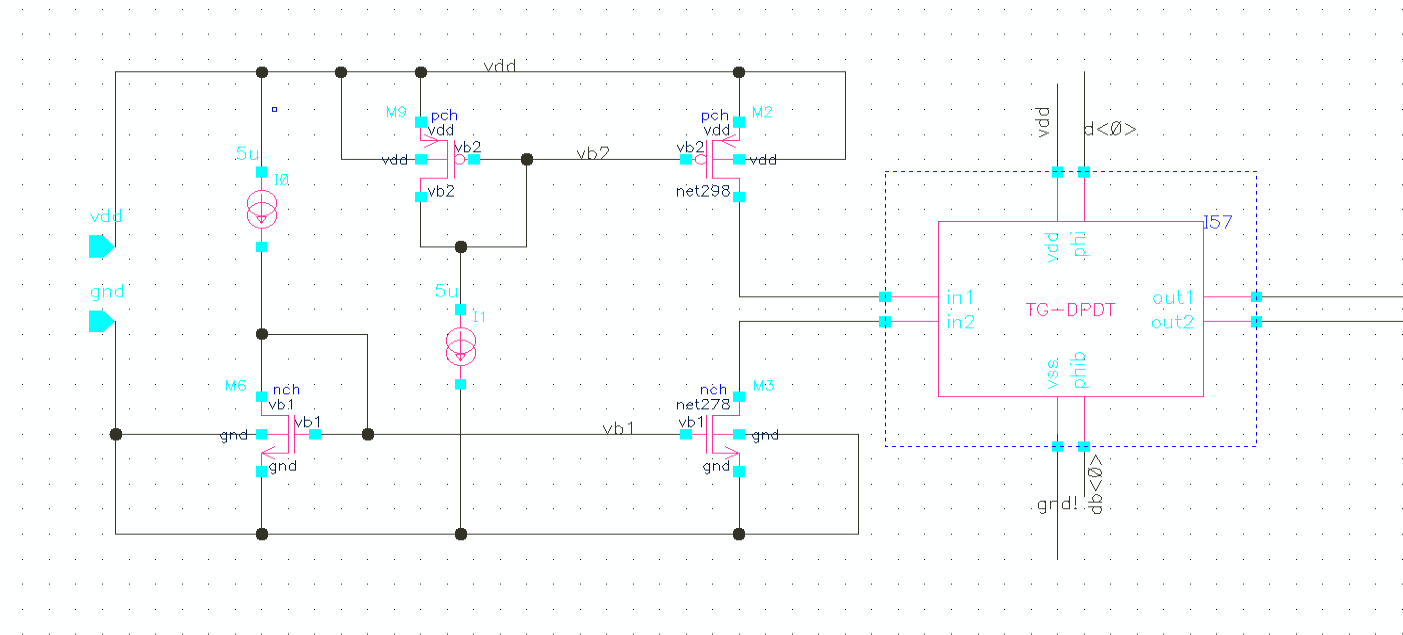 vdd
M9
pch
vdd
vdd
vb2
vb2
vb2
pch
M2
vdd
vb2
vdd
net298
5u
I0
vdd
gnd
5u
I1
M6
nch
vb1
vb1
gnd
gnd
vb1
nch
M3
net278
vb1
gnd
gnd
vdd
d<0>
I57
vdd
phi
in1
in2
TG-DPDT
out1
out2
vss
phib
gnd!
db<0>